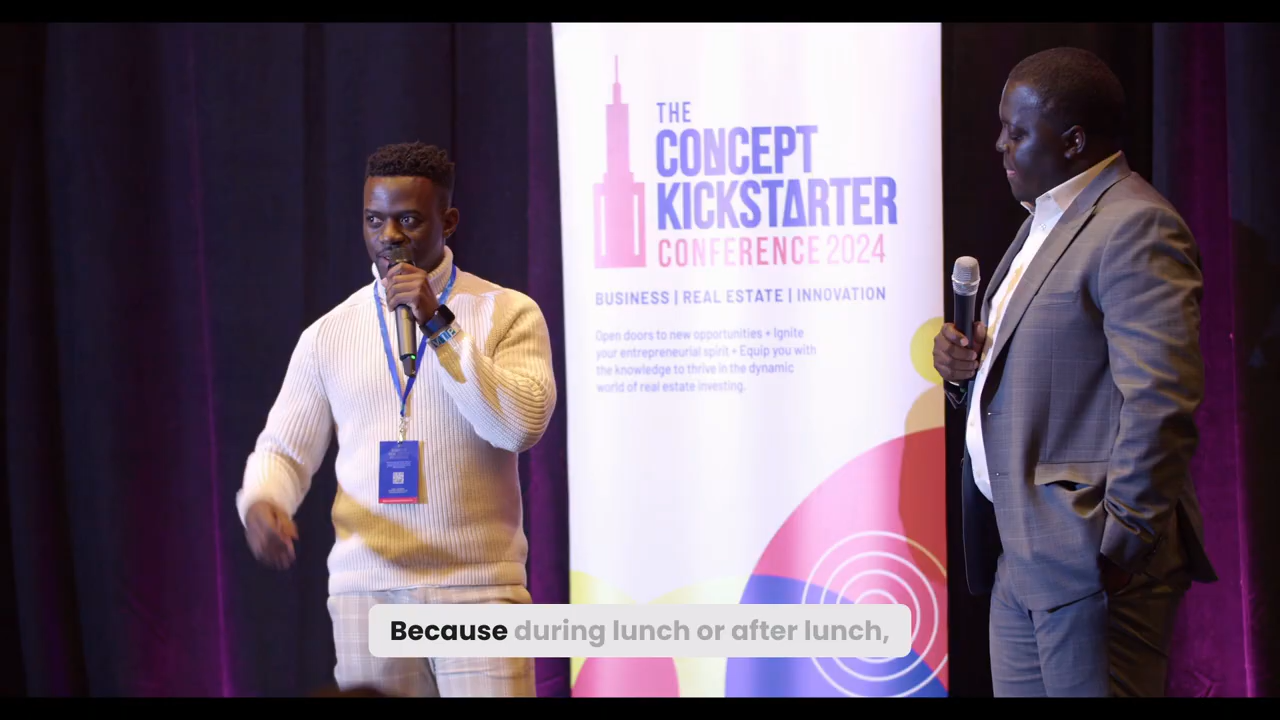 THE
CONCEPT
KICKSTARTER
CONFERENCE 2024
BUSINESS | REAL ESTATE | INNOVATION
Open doors to new opportunities • Ignite
your entrepreneurial spirit • Equip you with
the knowledge to thrive in the dynamic
world of real estate investing.
Because during lunch or after lunch,